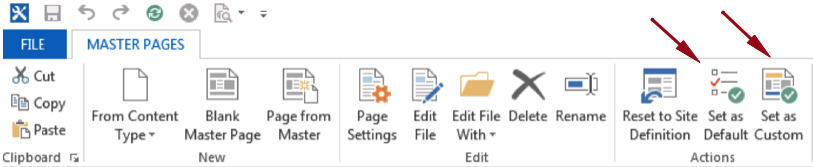 FILE
MASTER PAGES
Cut
Copy
Paste
Clipboard
From Content
Type
Blank
Master Page
Page from
Master
New
Page
Settings
Edit
File
Edit File
With
Delete
Rename
Edit
Reset to Site
Definition
Set as
Default
Set as
Custom
Actions